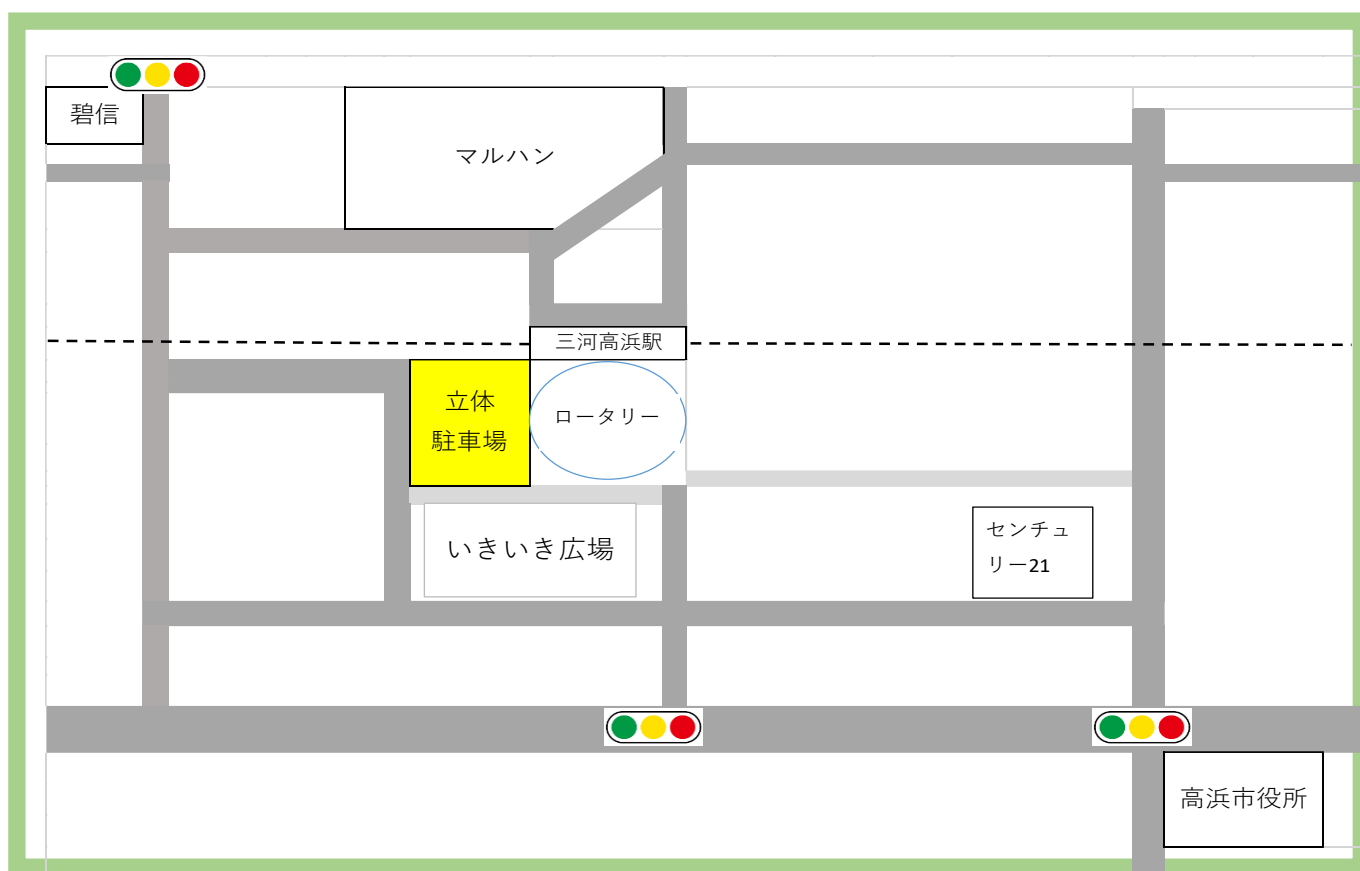 碧信
マルハン
三河高浜駅
立体
駐車場
ロータリー
いきいき広場
センチュ
リー21
高浜市役所